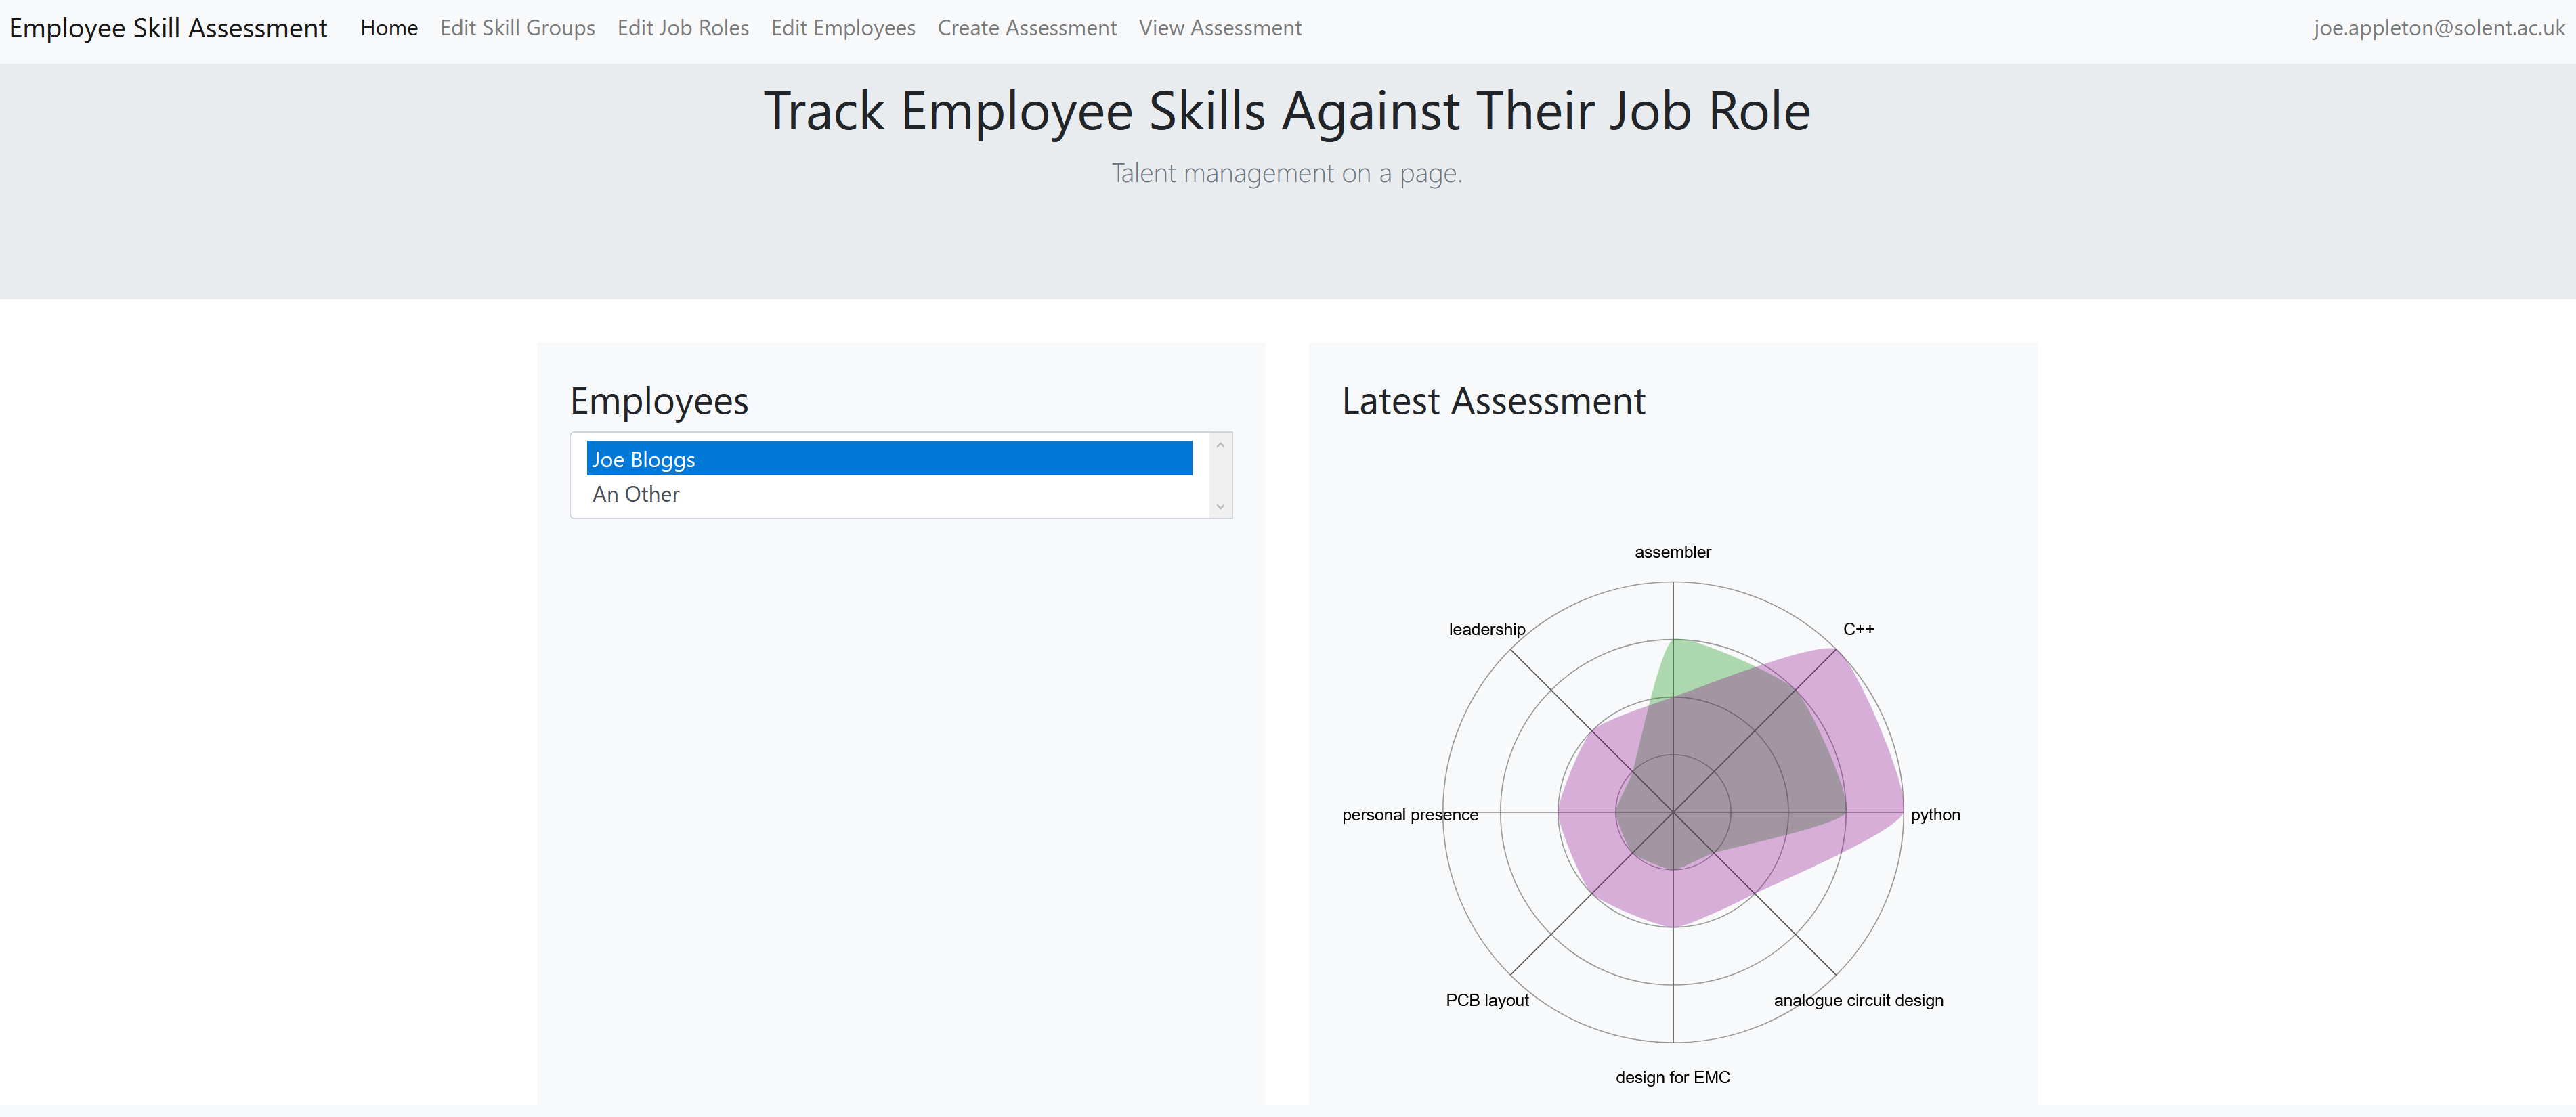 Employee Skill Assessment Home Edit Skill Groups Edit Job Roles Edit Employees Create Assessment View Assessment joe.appleton@solent.ac.uk
Track Employee Skills Against Their Job Role
Talent management on a page.
Employees
Joe Bloggs
An Other
Latest Assessment
assembler
leadership
C++
personal presence
python
PCB layout
analogue circuit design
design for EMC